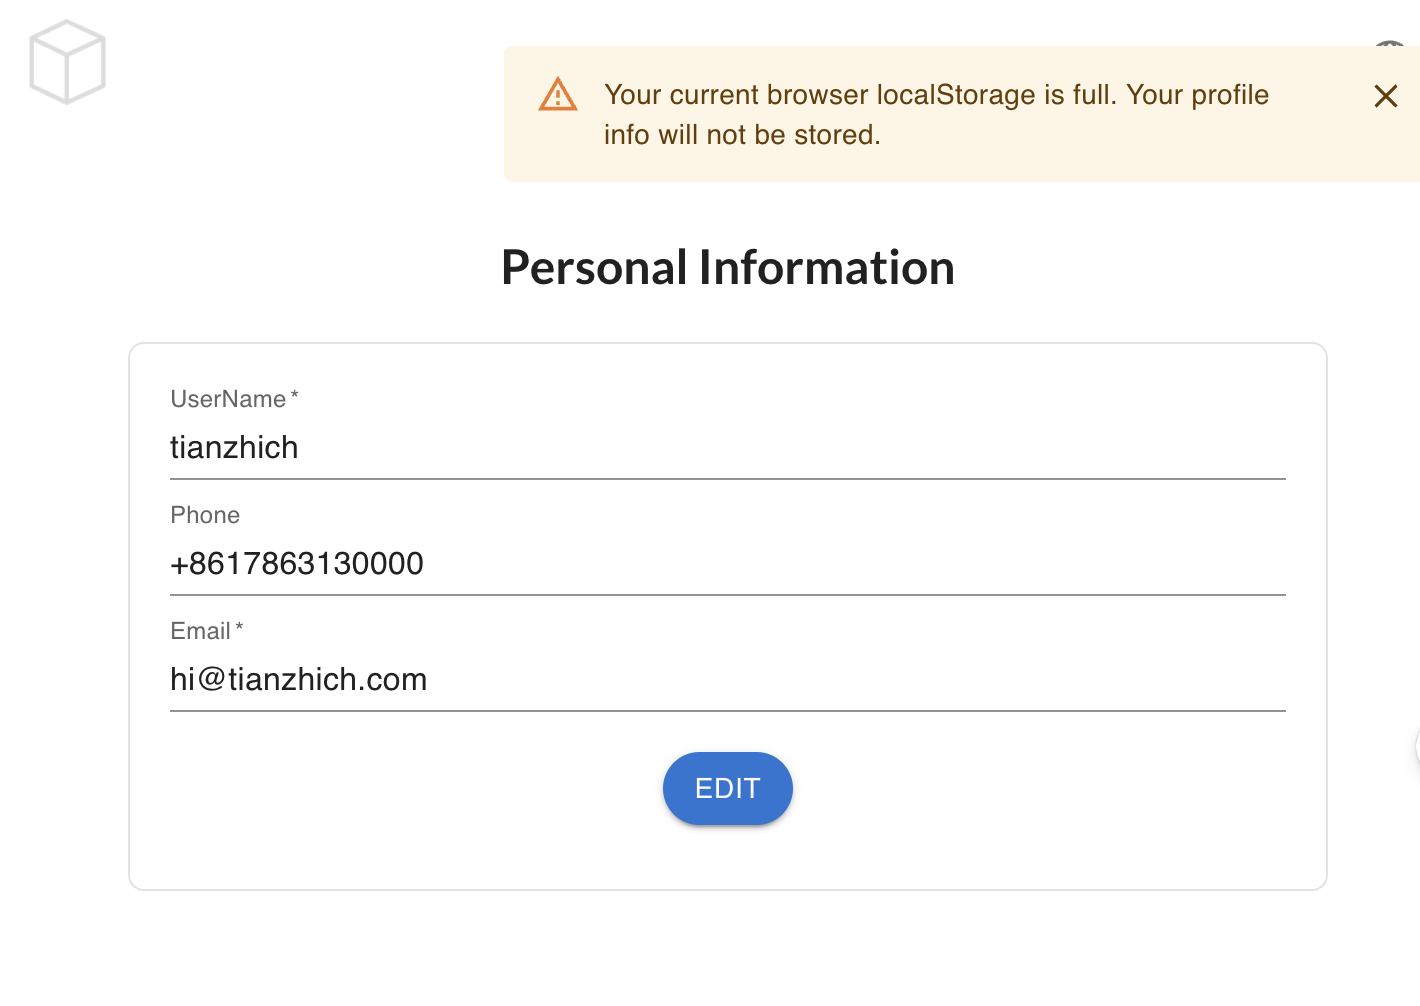 Your current browser localStorage is full. Your profile
info will not be stored.
Personal Information
UserName *
tianzhich
Phone
+8617863130000
Email *
hi@tianzhich.com
EDIT